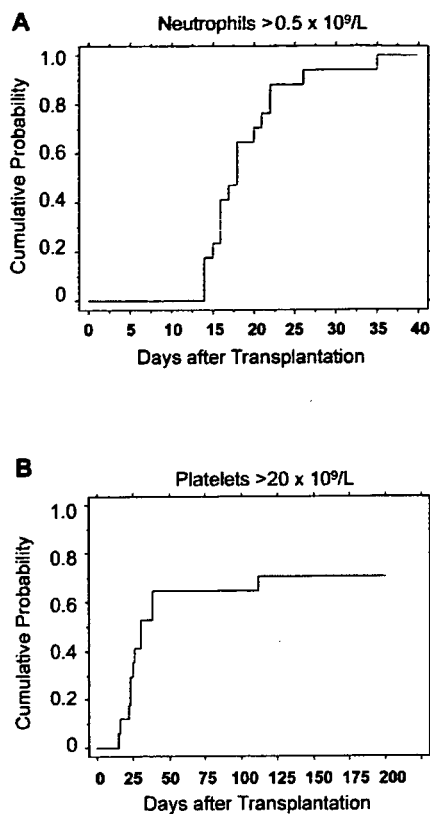 A
Neutrophils >0.5 x 10⁹/L
Cumulative Probability
1.0
0.8
0.6
0.4
0.2
0
0 5 10 15 20 25 30 35 40
Days after Transplantation
B
Platelets >20 x 10⁹/L
Cumulative Probability
1.0
0.8
0.6
0.4
0.2
0
0 25 50 75 100 125 150 175 200
Days after Transplantation